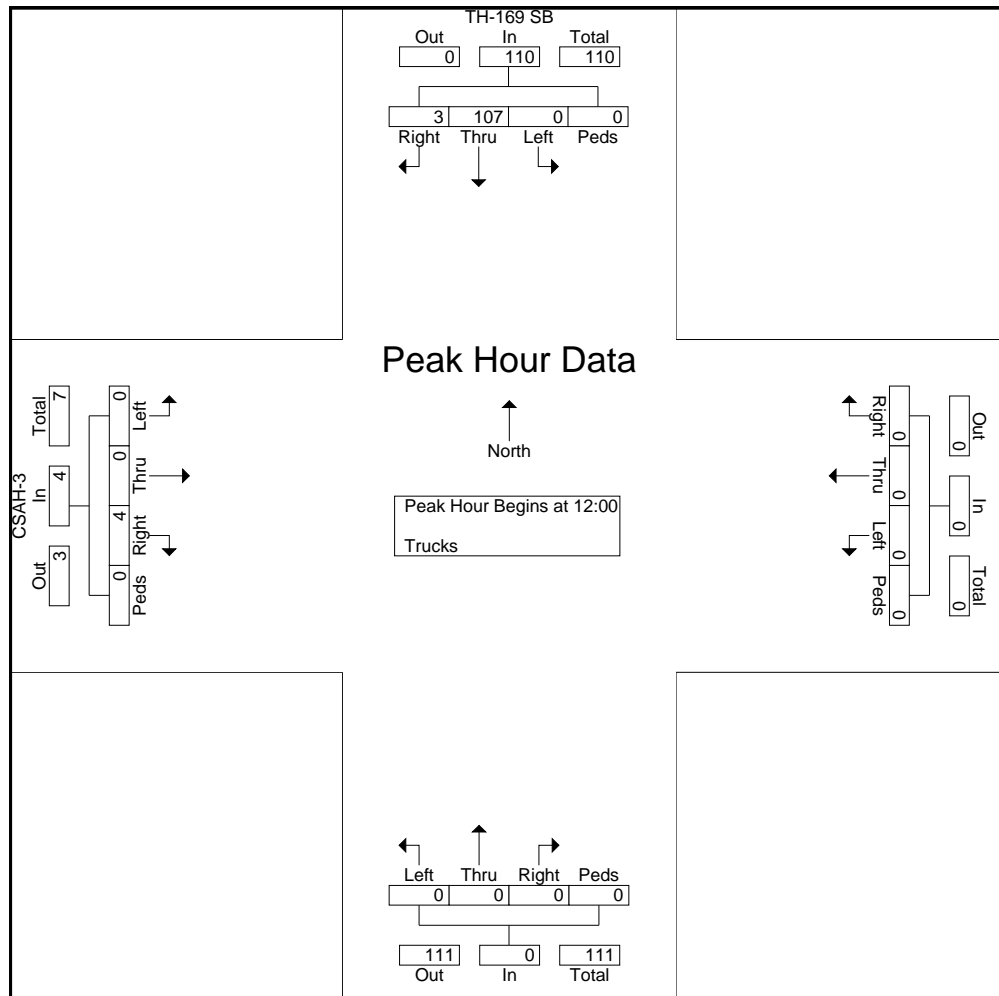 TH-169 SB
Out In Total
0 110 110
3 107 0 0
Right Thru Left Peds
Peak Hour Data
North
Peak Hour Begins at 12:00
Trucks
CSAH-3
Out In Total
3 4 7
0 0 4 0
Left Thru Right Peds
Right Thru Left Peds
0 0 0 0
Out In Total
0 0 0
Left Thru Right Peds
0 0 0 0
111 0 111
Out In Total